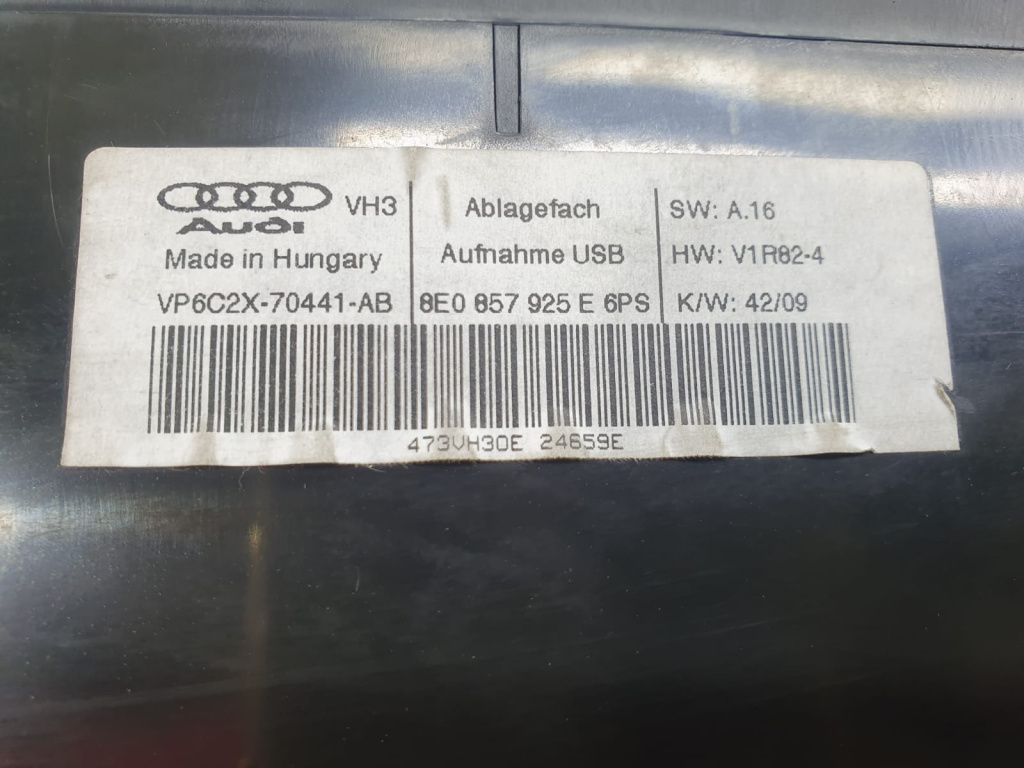 Audi VH3
Made in Hungary
VP6C2X-70441-AB
Ablagefach
Aufnahme USB
8E0 857 925 E 6PS
SW: A.16
HW: V1R82-4
K/W: 42/09
473VH30E 24659E